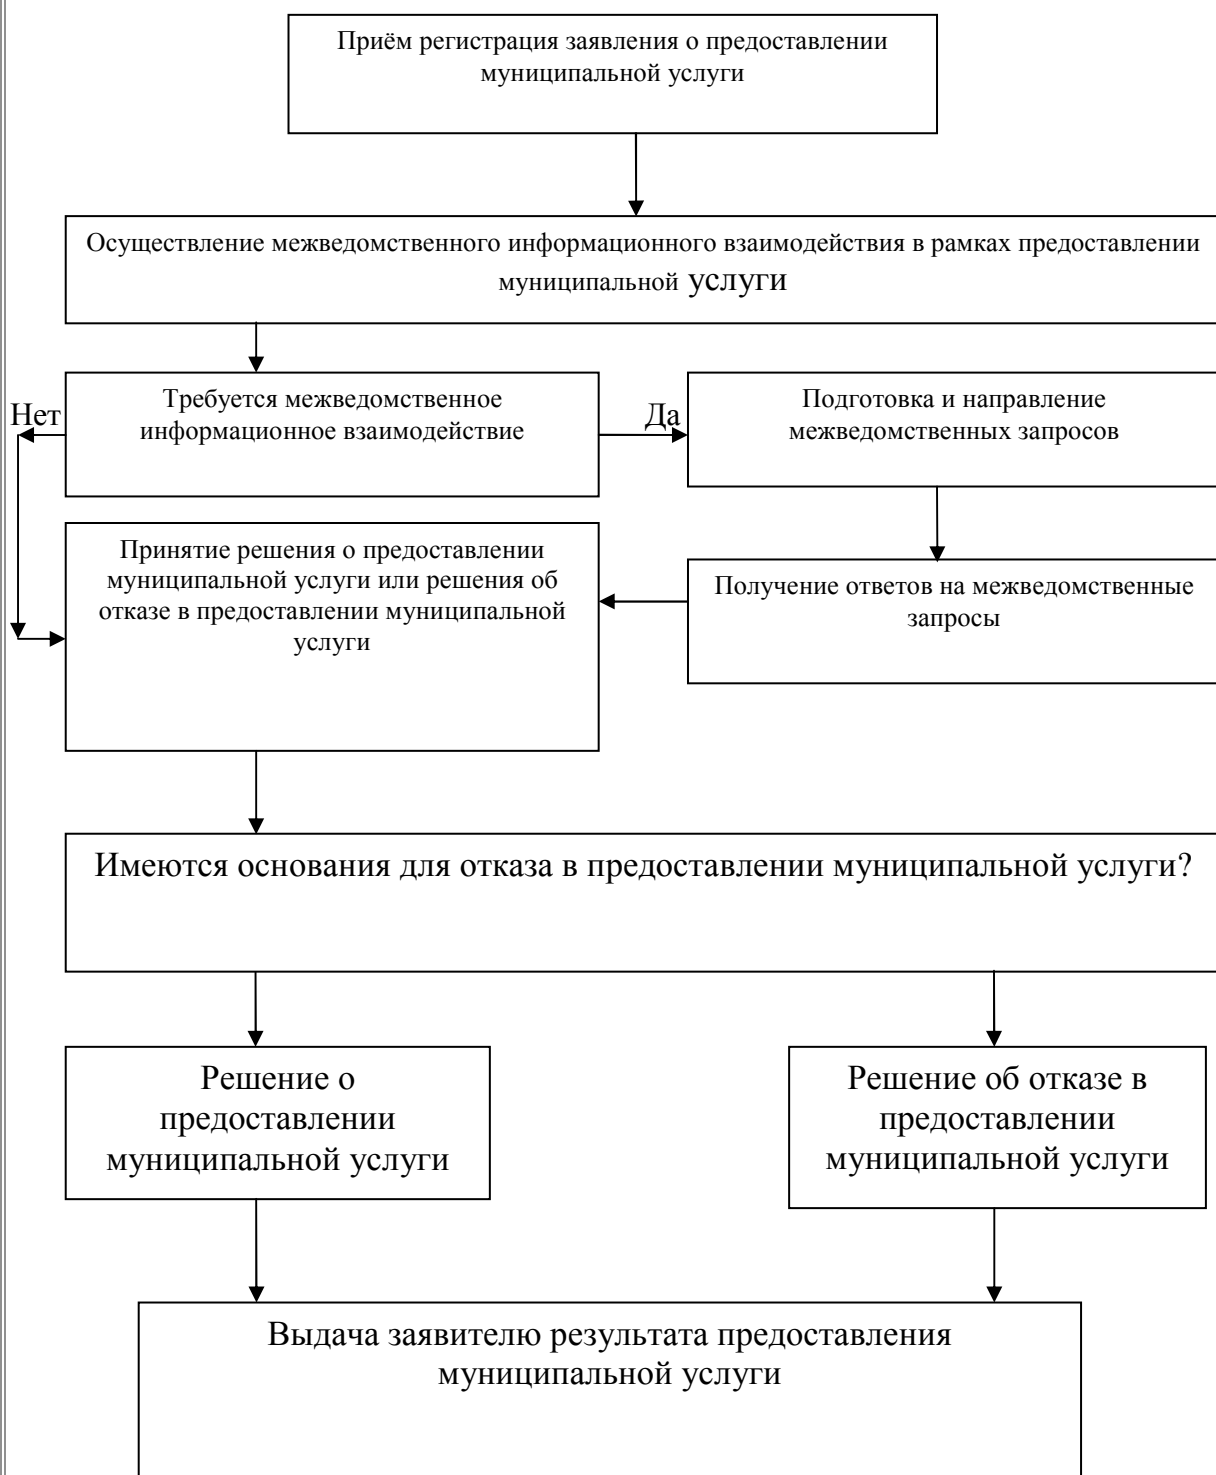 Приём регистрация заявления о предоставлении
муниципальной услуги
Осуществление межведомственного информационного взаимодействия в рамках предоставлении
муниципальной услуги
Нет
Требуется межведомственное
информационное взаимодействие
Да
Подготовка и направление
межведомственных запросов
Принятие решения о предоставлении
муниципальной услуги или решения об
отказе в предоставлении муниципальной
услуги
Получение ответов на межведомственные
запросы
Имеются основания для отказа в предоставлении муниципальной услуги?
Решение о
предоставлении
муниципальной услуги
Решение об отказе в
предоставлении
муниципальной услуги
Выдача заявителю результата предоставления
муниципальной услуги